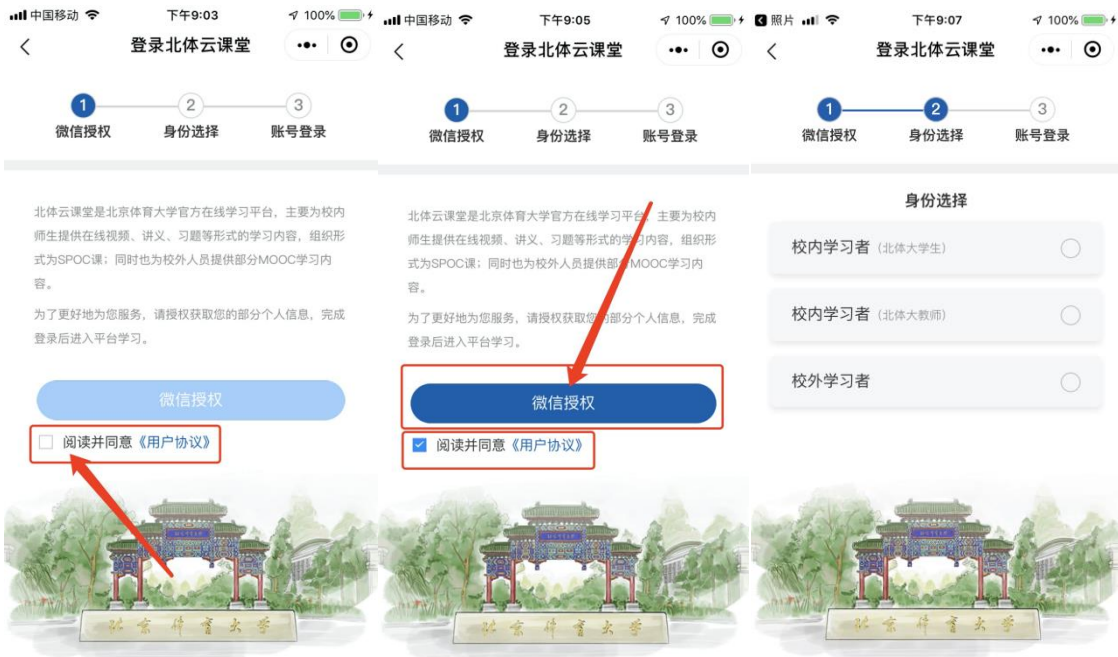 中国移动
下午9:03
100%
登录北体云课堂
1
2
3
微信授权
身份选择
账号登录
北体云课堂是北京体育大学官方在线学习平台，主要为校内
师生提供在线视频、讲义、习题等形式的学习内容，组织形
式为SPOC课；同时也为校外人员提供部分MOOC学习内
容。
为了更好地为您服务，请授权获取您的部分个人信息，完成
登录后进入平台学习。
微信授权
阅读并同意《用户协议》
北京体育大学
中国移动
下午9:05
100%
登录北体云课堂
1
2
3
微信授权
身份选择
账号登录
北体云课堂是北京体育大学官方在线学习平台，主要为校内
师生提供在线视频、讲义、习题等形式的学习内容，组织形
式为SPOC课；同时也为校外人员提供部分MOOC学习内
容。
为了更好地为您服务，请授权获取您的部分个人信息，完成
登录后进入平台学习。
微信授权
阅读并同意《用户协议》
北京体育大学
照片
下午9:07
100%
登录北体云课堂
1
2
3
微信授权
身份选择
账号登录
身份选择
校内学习者（北体大学生）
校内学习者（北体大教师）
校外学习者
北京体育大学